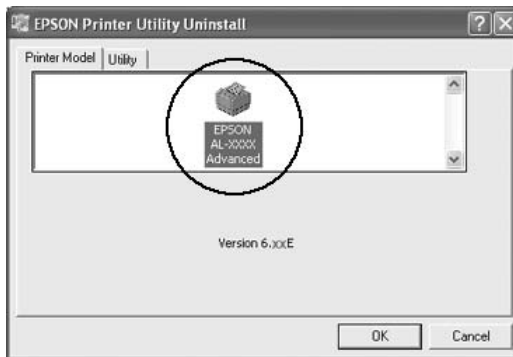 EPSON Printer Utility Uninstall
Printer Model Utility
EPSON
AL-XXXX
Advanced
Version 6.xxE
OK Cancel